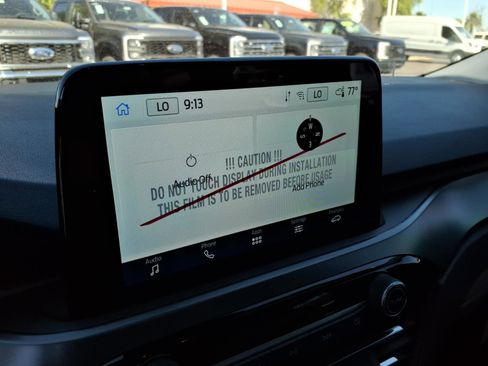 LO 9:13 LO 77°
W
!!! CAUTION !!!
DO NOT TOUCH DISPLAY DURING INSTALLATION
THIS FILM IS TO BE REMOVED BEFORE USAGE
Audio Off
Add Phone
Audio Phone Apps Settings Features